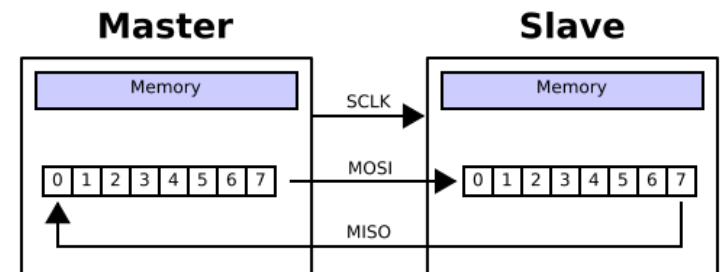 Master Slave
Memory Memory
SCLK
MOSI
0 1 2 3 4 5 6 7 0 1 2 3 4 5 6 7
MISO